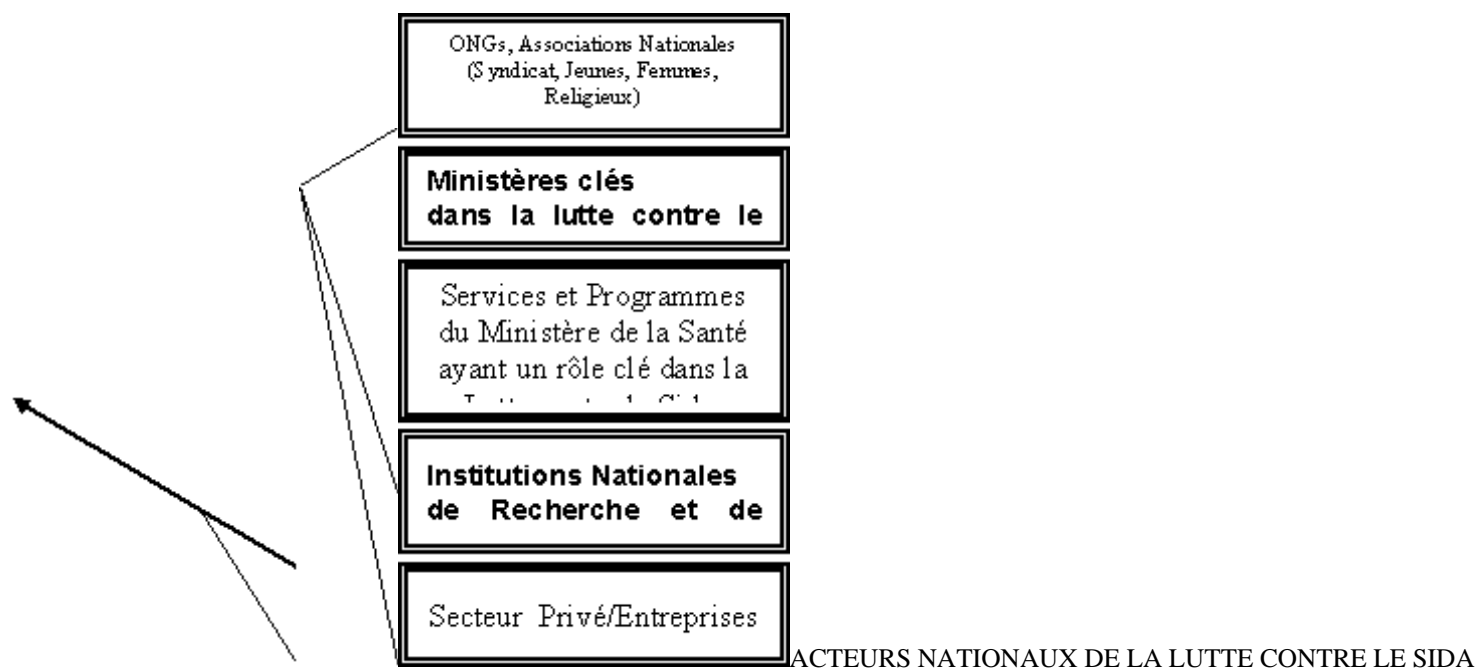 ONGs, Associations Nationales
(Syndicat, Jeunes, Femmes,
Religieux)
Ministères clés
dans la lutte contre le
Services et Programmes
du Ministère de la Santé
ayant un rôle clé dans la
Institutions Nationales
de Recherche et de
Secteur Privé/Entreprises
ACTEURS NATIONAUX DE LA LUTTE CONTRE LE SIDA